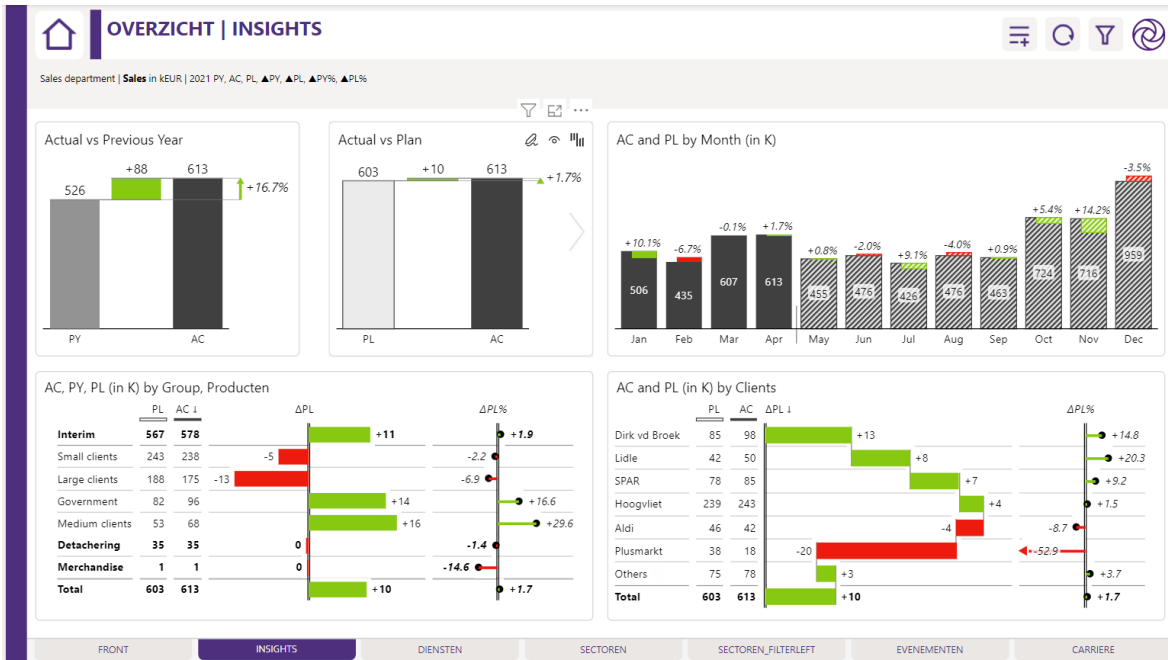 OVERZICHT | INSIGHTS
Sales department | Sales in kEUR | 2021 PY, AC, PL, ▲PY, ▲PL, ▲PY%, ▲PL%
Actual vs Previous Year
526
+88
613
+16.7%
PY
AC
Actual vs Plan
603
+10
613
+1.7%
PL
AC
AC and PL by Month (in K)
+10.1%
-6.7%
-0.1%
+1.7%
+0.8%
-2.0%
+9.1%
-4.0%
+0.9%
+5.4%
+14.2%
-3.5%
506
435
607
613
455
476
426
476
463
724
716
959
Jan Feb Mar Apr May Jun Jul Aug Sep Oct Nov Dec
AC, PY, PL (in K) by Group, Producten
PL AC ↓ ΔPL ΔPL%
Interim 567 578 +11 +1.9
Small clients 243 238 -5 -2.2
Large clients 188 175 -13 -6.9
Government 82 96 +14 +16.6
Medium clients 53 68 +16 +29.6
Detachering 35 35 0 -1.4
Merchandise 1 1 0 -14.6
Total 603 613 +10 +1.7
AC and PL (in K) by Clients
PL AC ΔPL ↓ ΔPL%
Dirk vd Broek 85 98 +13 +14.8
Lidle 42 50 +8 +20.3
SPAR 78 85 +7 +9.2
Hoogvliet 239 243 +4 +1.5
Aldi 46 42 -4 -8.7
Plusmarkt 38 18 -20 -52.9
Others 75 78 +3 +3.7
Total 603 613 +10 +1.7
FRONT INSIGHTS DIENSTEN SECTOREN SECTOREN_FILTERLEFT EVENEMENTEN CARRIERE